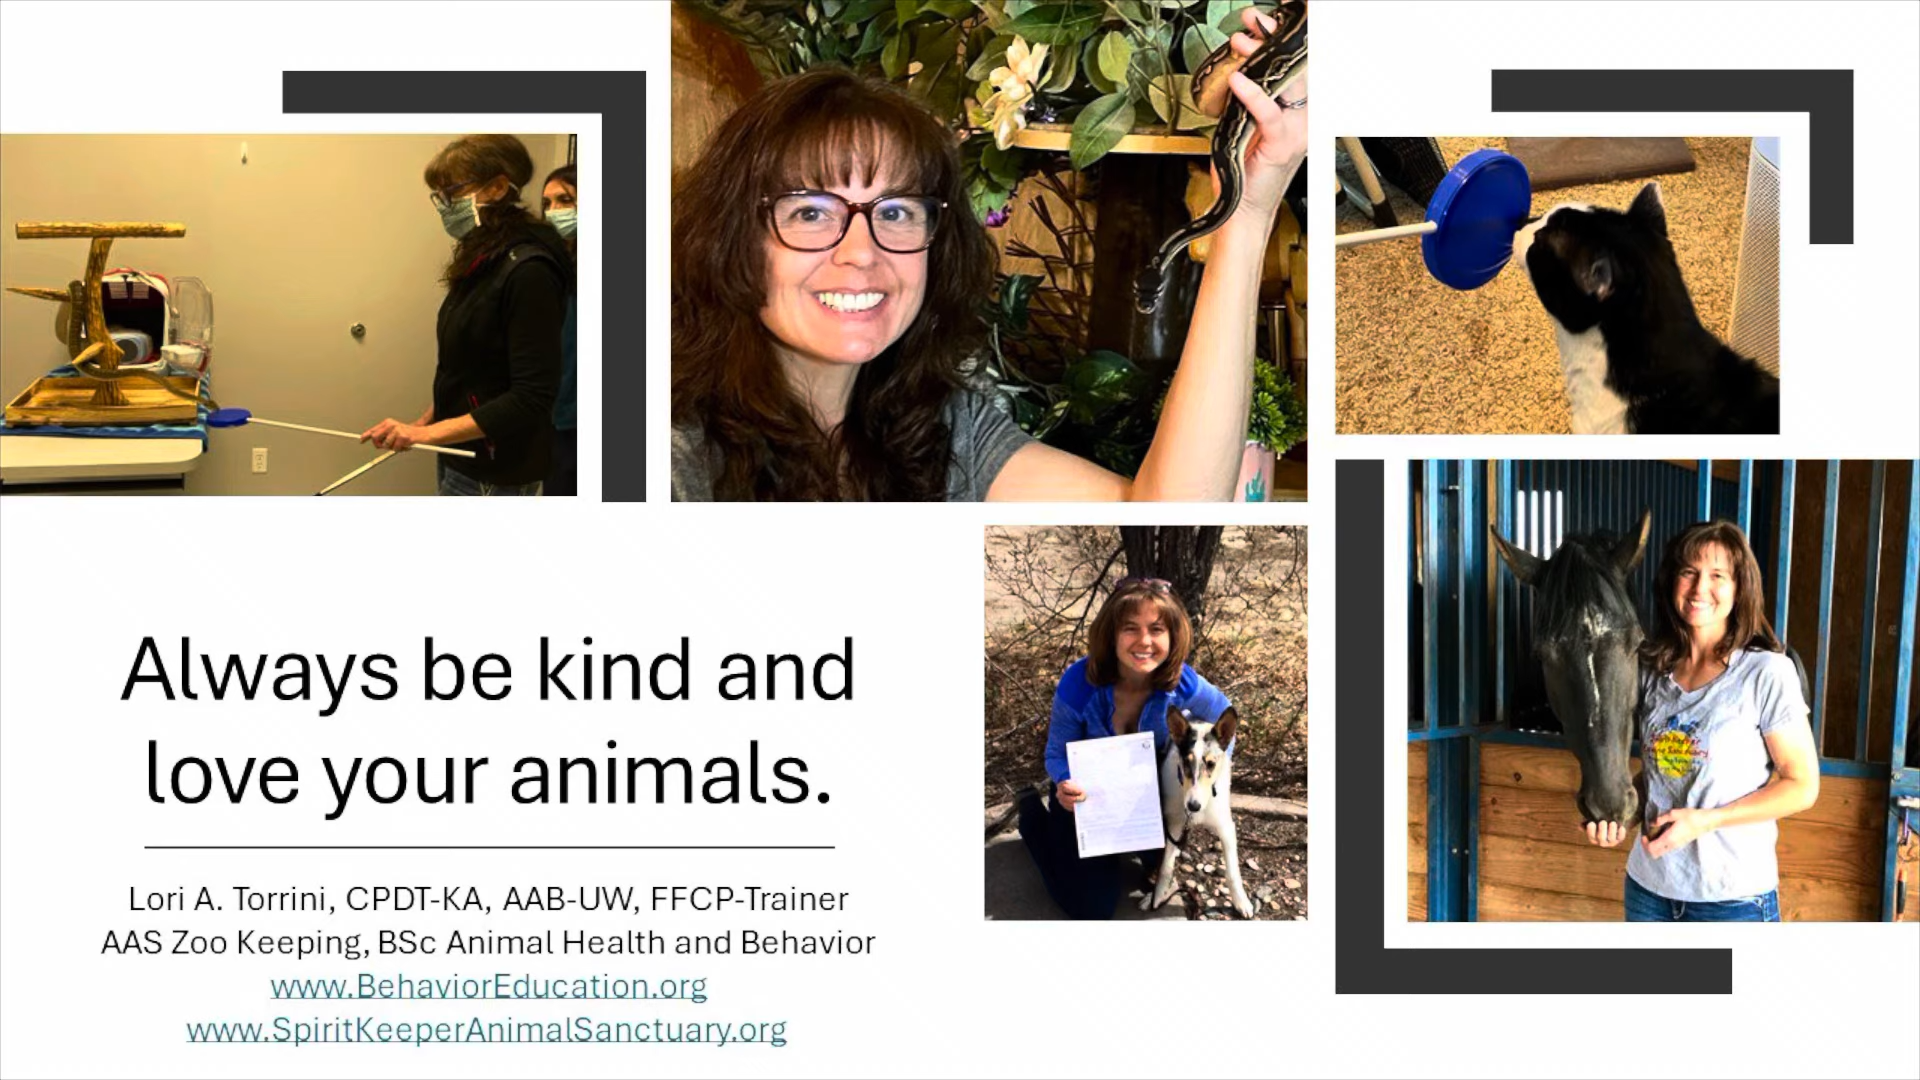 Always be kind and
love your animals.
Lori A. Torrini, CPDT-KA, AAB-UW, FFCP-Trainer
AAS Zoo Keeping, BSc Animal Health and Behavior
www.BehaviorEducation.org
www.SpiritKeeperAnimalSanctuary.org